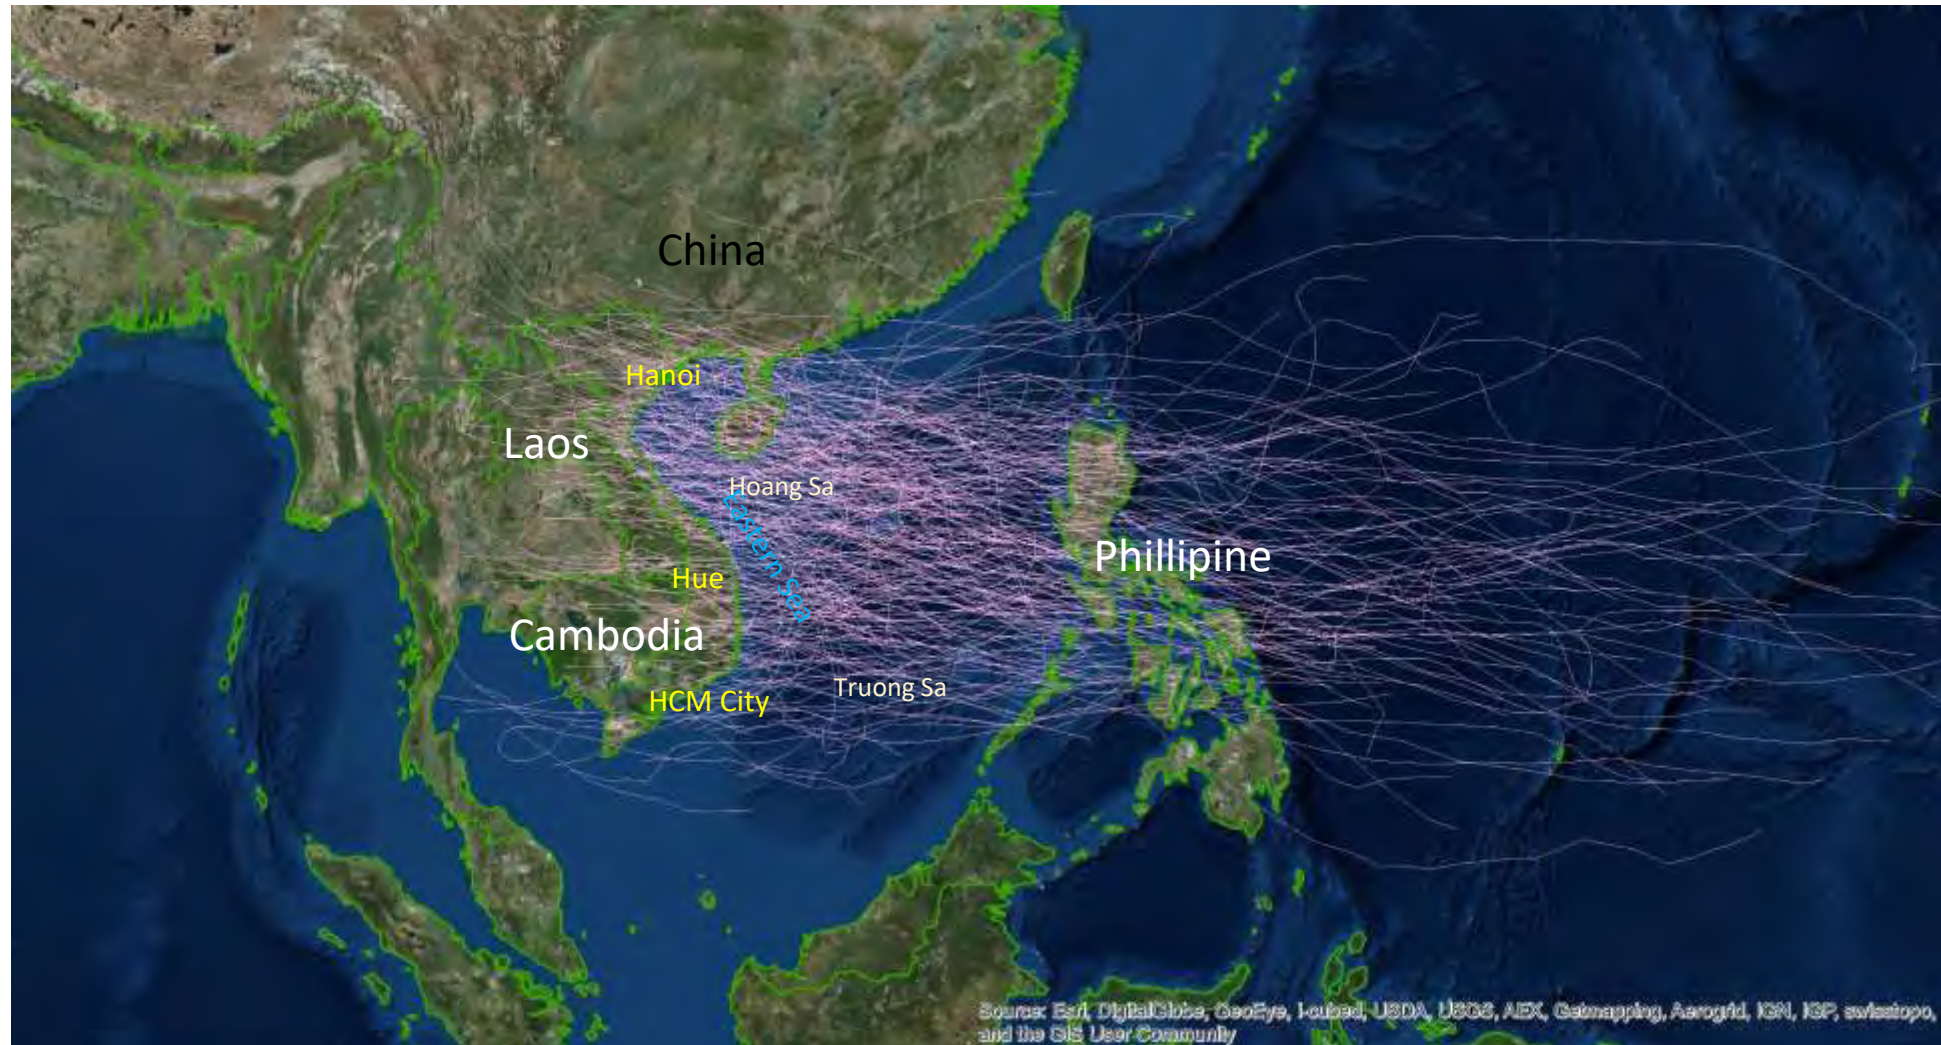 China
Hanoi
Laos
Hoang Sa
Eastern Sea
Phillipine
Hue
Cambodia
Truong Sa
HCM City
Source: Esri, DigitalGlobe, GeoEye, i-cubed, USDA, USGS, AEX, Getmapping, Aerogrid, IGN, IGP, swisstopo,
and the GIS User Community